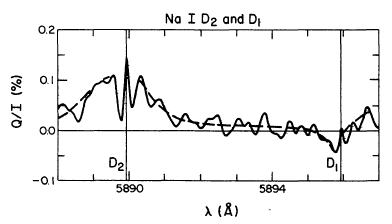 Na I D2 and D1
0.2
0.1
0.0
-0.1
Q/I (%)
D2
D1
5890
5894
λ (Å)